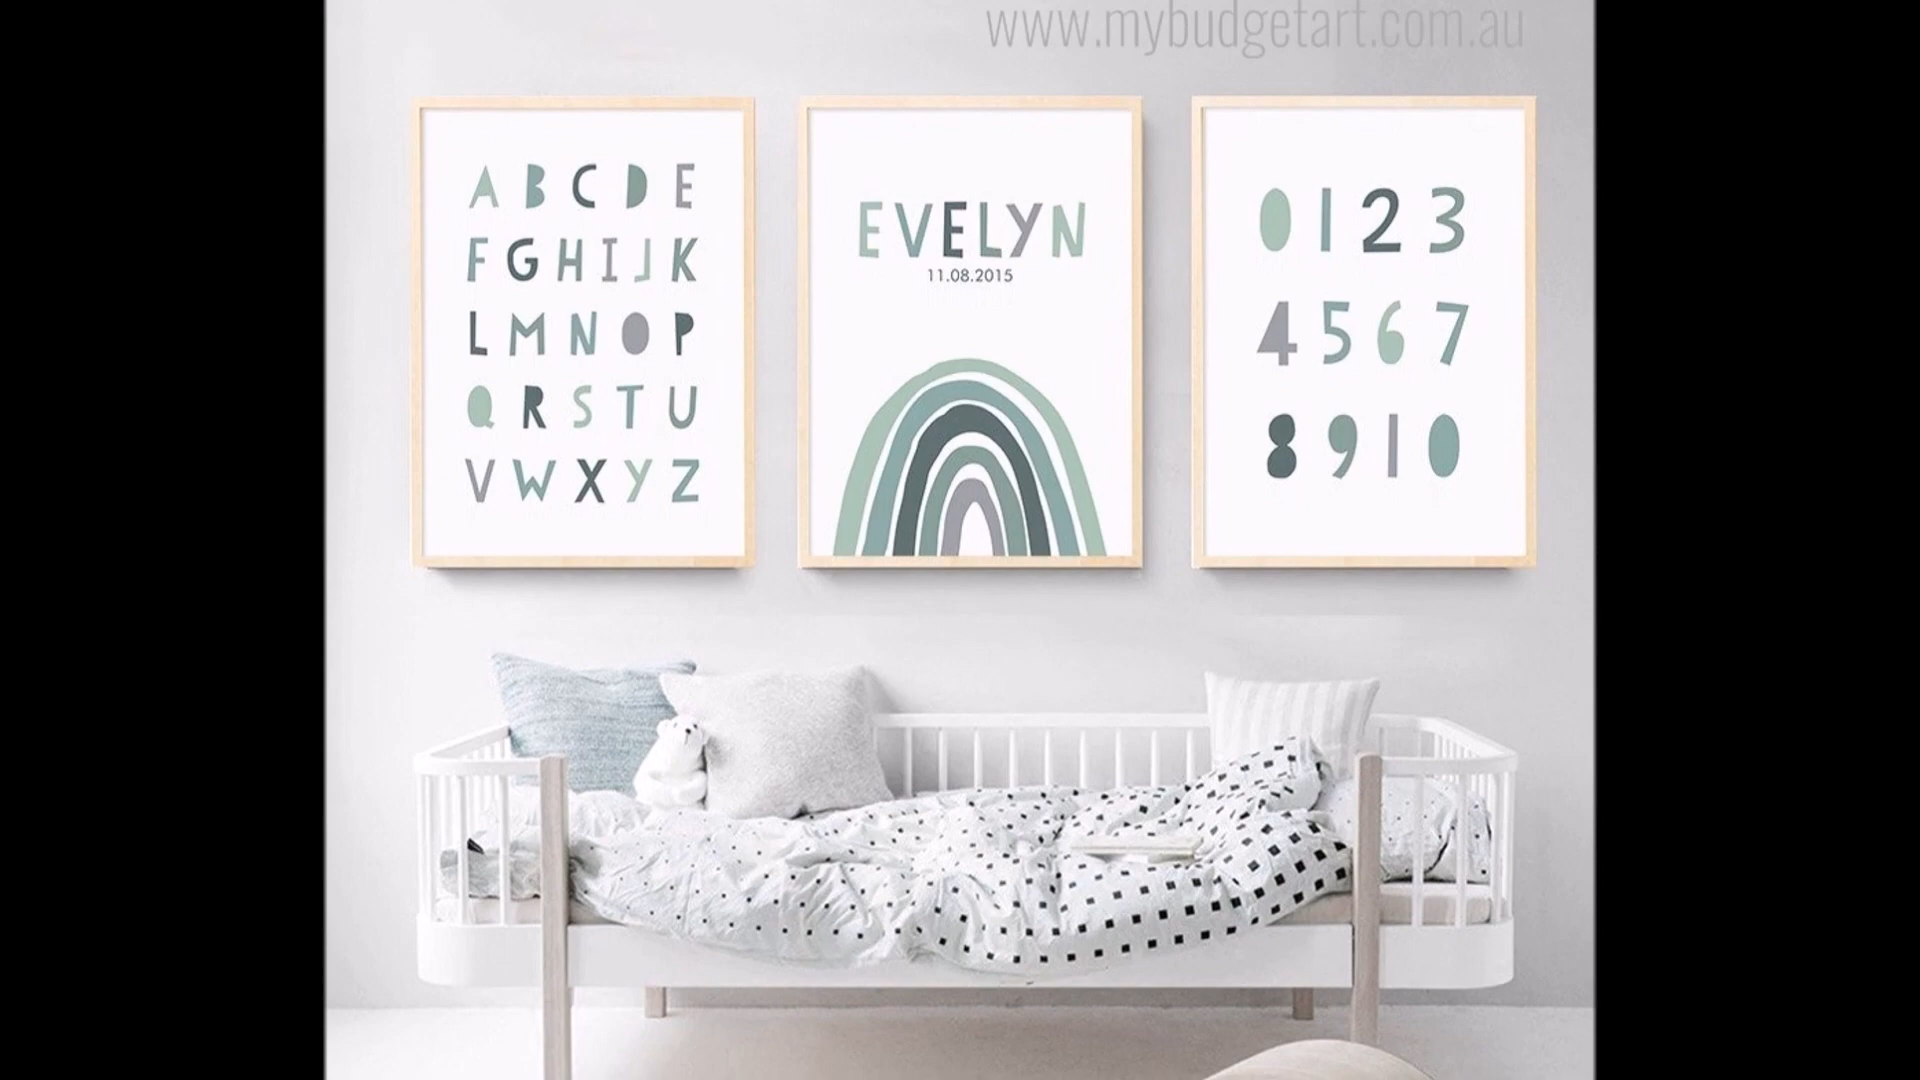 www.mybudgetart.com.au
A B C D E
F G H I J K
L M N O P
Q R S T U
V W X Y Z
EVELYN
11.08.2015
0 1 2 3
4 5 6 7
8 9 10